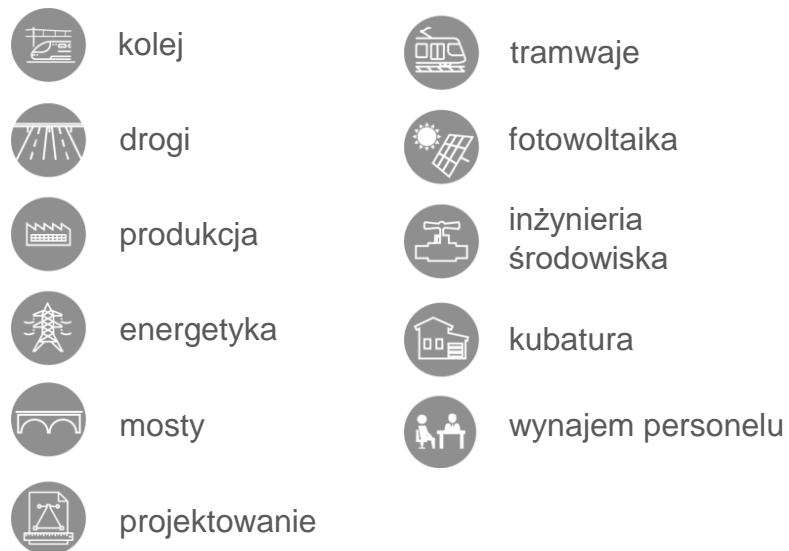 kolej
drogi
produkcja
energetyka
mosty
projektowanie
tramwaje
fotowoltaika
inżynieria
środowiska
kubatura
wynajem personelu